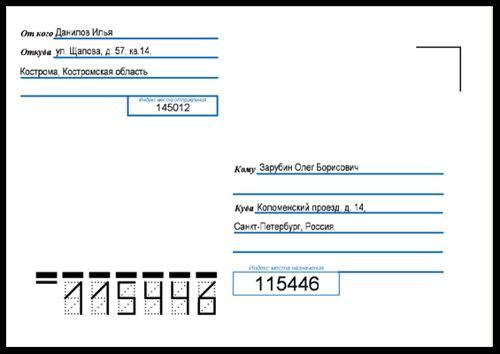 От кого Данипов Илья
Откуда ул. Щапова, д. 57. кв.14.
Кострома, Костромская область
Индекс места отправления
145012
Кому Зарубин Олег Борисович
Куда Коломенский проезд. д. 14,
Санкт-Петербург, Россия
Индекс места назначения
115446
115446